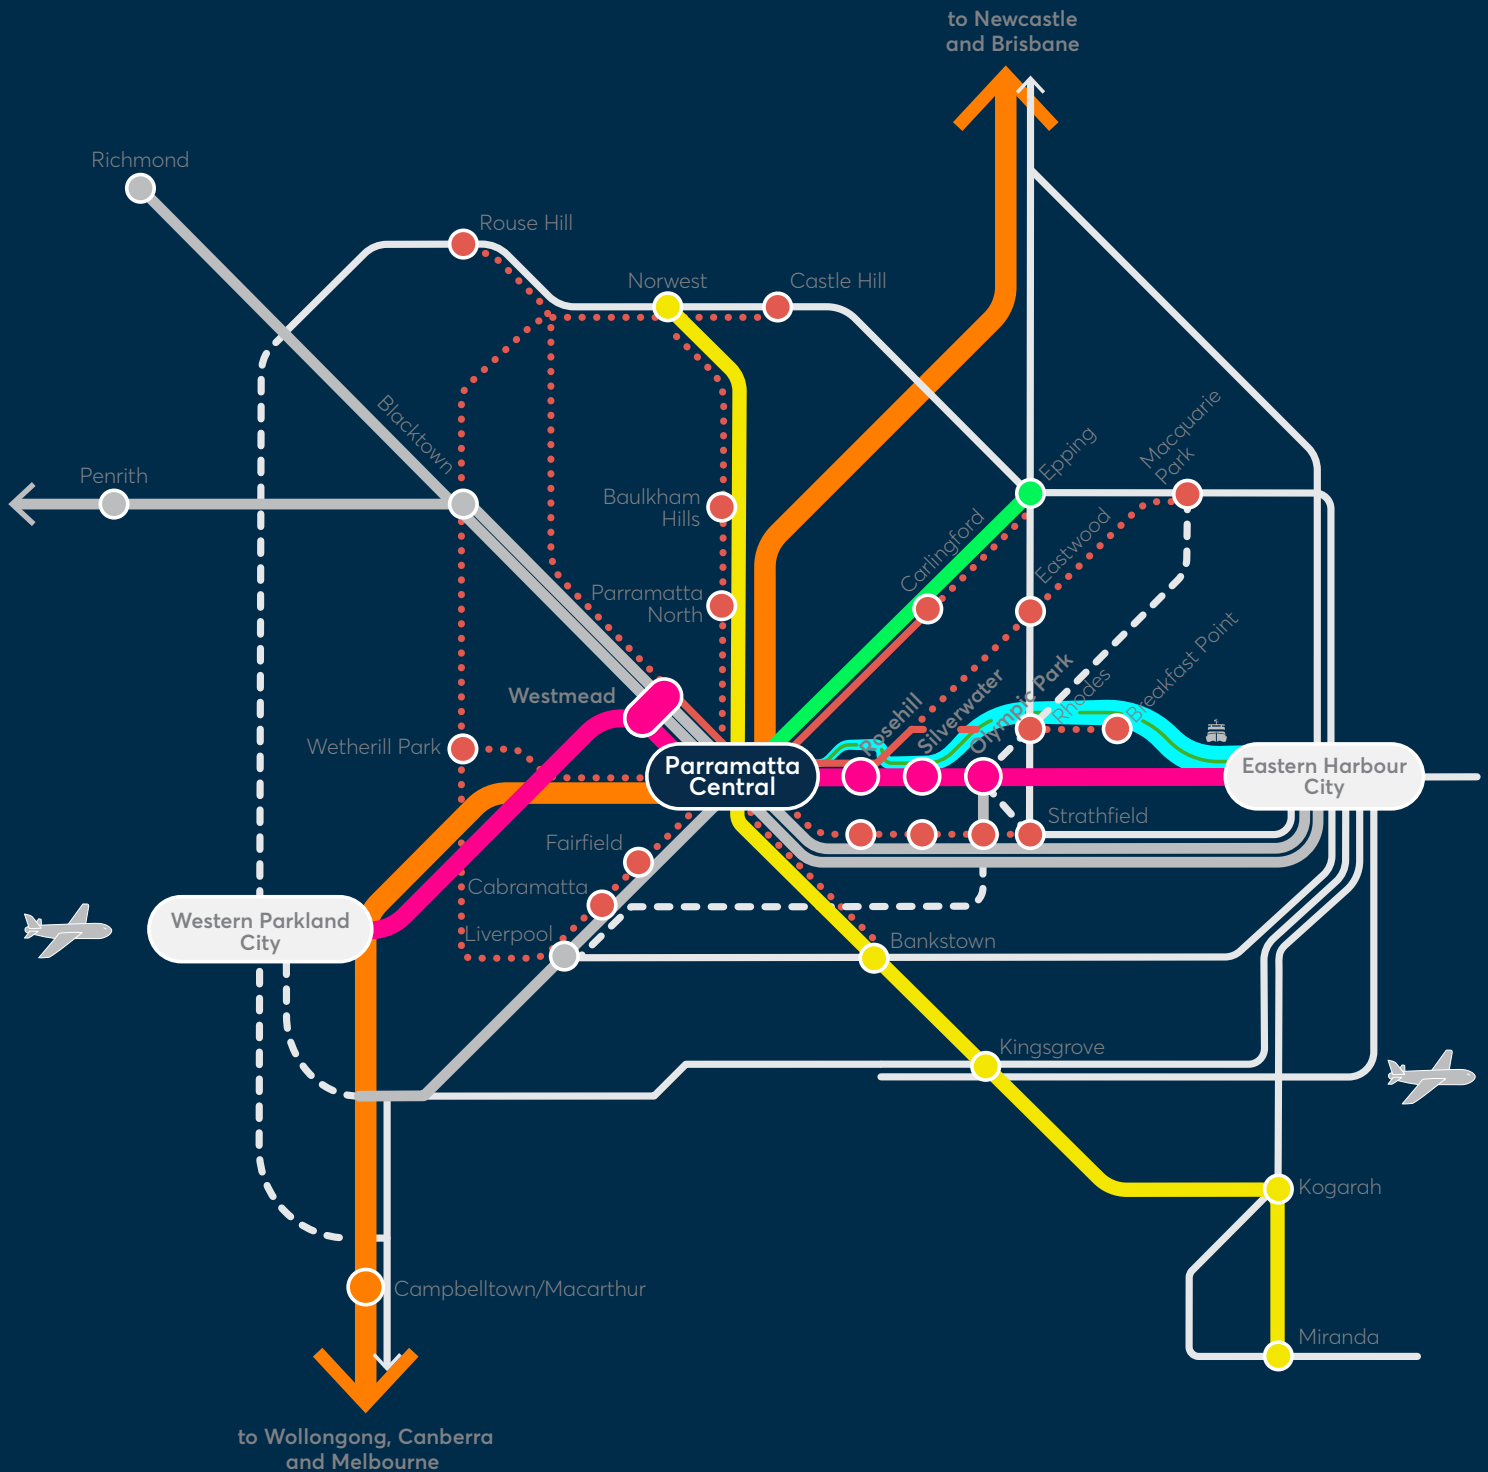 to Newcastle
and Brisbane
Richmond
Rouse Hill
Norwest
Castle Hill
Blacktown
Penrith
Epping
Macquarie
Park
Baulkham
Hills
Carlingford
Eastwood
Parramatta
North
Westmead
Rosehill
Silverwater
Olympic Park
Rhodes
Breakfast Point
Wetherill Park
Parramatta
Central
Eastern Harbour
City
Strathfield
Fairfield
Cabramatta
Western Parkland
City
Liverpool
Bankstown
Kingsgrove
Kogarah
Campbelltown/Macarthur
Miranda
to Wollongong, Canberra
and Melbourne